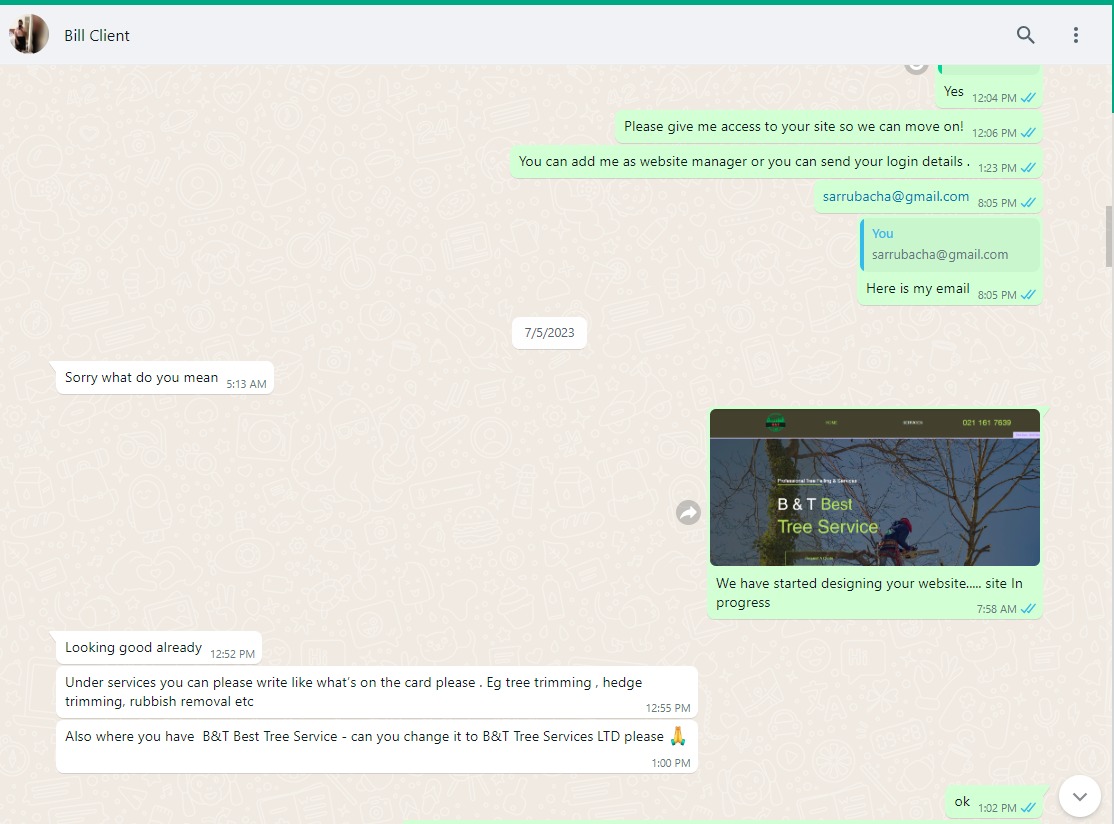 Bill Client
Yes
12:04 PM
Please give me access to your site so we can move on!
12:06 PM
You can add me as website manager or you can send your login details .
1:23 PM
sarrubacha@gmail.com
8:05 PM
You
sarrubacha@gmail.com
Here is my email
8:05 PM
7/5/2023
Sorry what do you mean
5:13 AM
HOME
SERVICES
021 161 7639
Professional Tree Felling & Services
B & T Best
Tree Service
We have started designing your website..... site In
progress
7:58 AM
Looking good already
12:52 PM
Under services you can please write like what's on the card please . Eg tree trimming , hedge
trimming, rubbish removal etc
12:55 PM
Also where you have  B&T Best Tree Service - can you change it to B&T Tree Services LTD please 🙏
1:00 PM
ok
1:02 PM